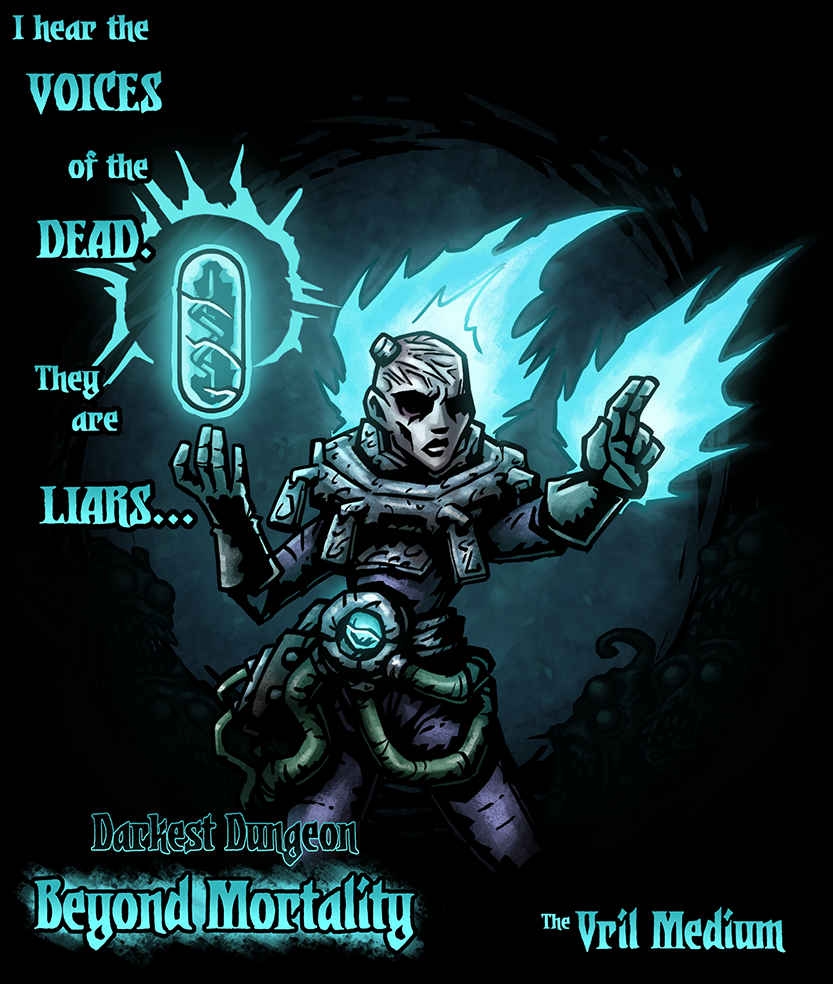 I hear the
VOICES
of the
DEAD.
They
are
LIARS...
Darkest Dungeon
Beyond Mortality
The Vril Medium